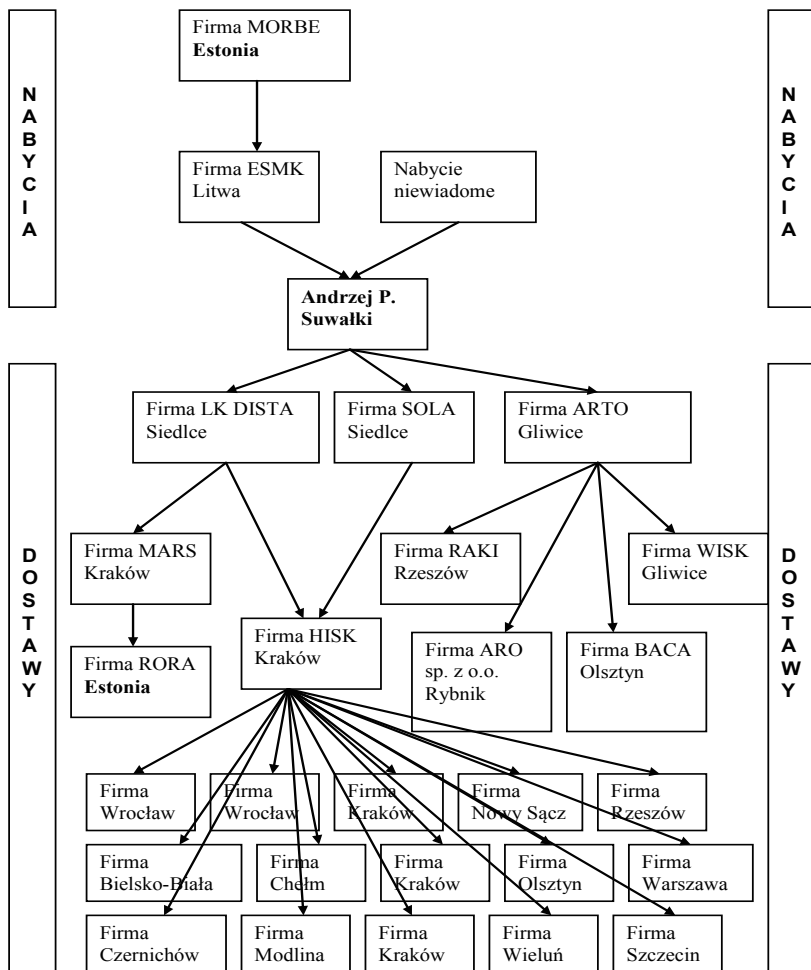 NABYCIA
Firma MORBE
Estonia
NABYCIA
Firma ESMK
Litwa
Nabycie
niewiadome
Andrzej P.
Suwałki
DOSTAWY
Firma LK DISTA
Siedlce
Firma SOLA
Siedlce
Firma ARTO
Gliwice
DOSTAWY
Firma MARS
Kraków
Firma RAKI
Rzeszów
Firma WISK
Gliwice
Firma RORA
Estonia
Firma HISK
Kraków
Firma ARO
sp. z o.o.
Rybnik
Firma BACA
Olsztyn
Firma
Wrocław
Firma
Wrocław
Firma
Kraków
Firma
Nowy Sącz
Firma
Rzeszów
Firma
Bielsko-Biała
Firma
Chełm
Firma
Kraków
Firma
Olsztyn
Firma
Warszawa
Firma
Czernichów
Firma
Modlina
Firma
Kraków
Firma
Wieluń
Firma
Szczecin